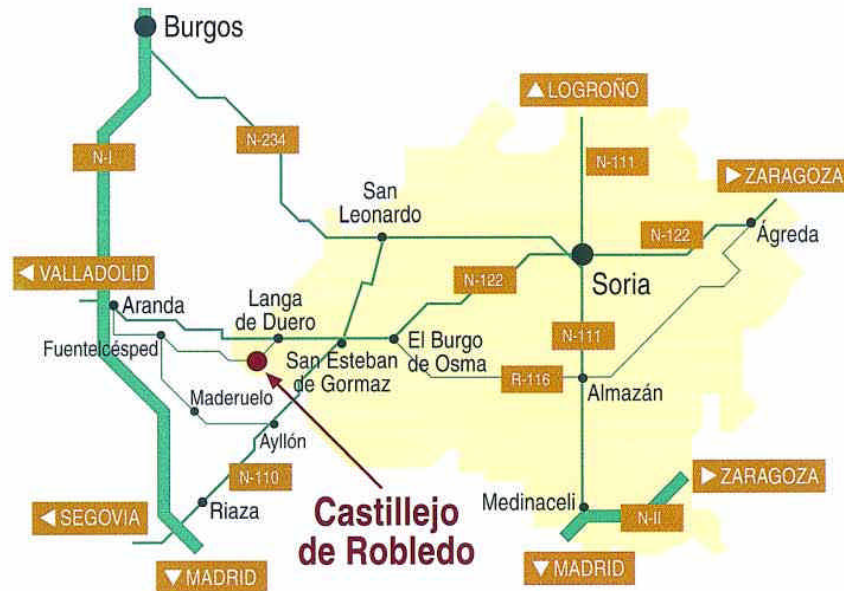 Burgos
▲ LOGROÑO
N-234
N-I
N-111
▶ ZARAGOZA
San
Leonardo
N-122
Ágreda
◀ VALLADOLID
N-122
Soria
Aranda
Langa
de Duero
Fuentelcésped
San Esteban
de Gormaz
El Burgo
de Osma
N-111
R-116
Almazán
Maderuelo
Ayllón
N-110
▶ ZARAGOZA
Riaza
Castillejo
de Robledo
Medinaceli
N-II
◀ SEGOVIA
▼ MADRID
▼ MADRID